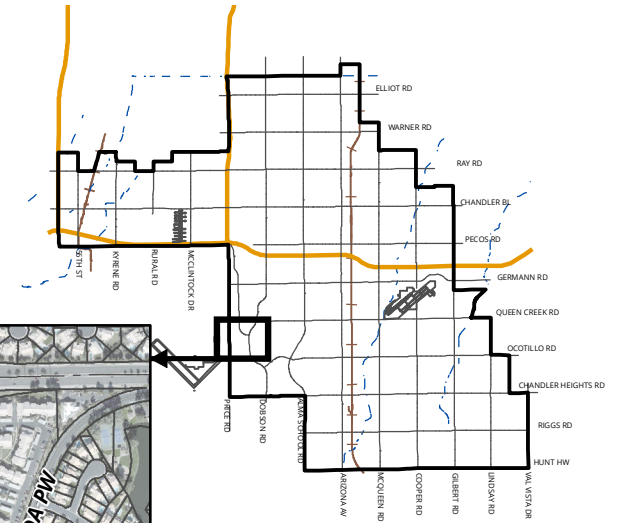 ELLIOT RD
WARNER RD
RAY RD
CHANDLER BL
PECOS RD
GERMANN RD
QUEEN CREEK RD
OCOTILLO RD
CHANDLER HEIGHTS RD
RIGGS RD
HUNT HW
56TH ST
KYRENE RD
RURAL RD
MCCLINTOCK DR
PRICE RD
DOBSON RD
ALMA SCHOOL RD
ARIZONA AV
MCQUEEN RD
COOPER RD
GILBERT RD
LINDSAY RD
VAL VISTA DR
DA PW